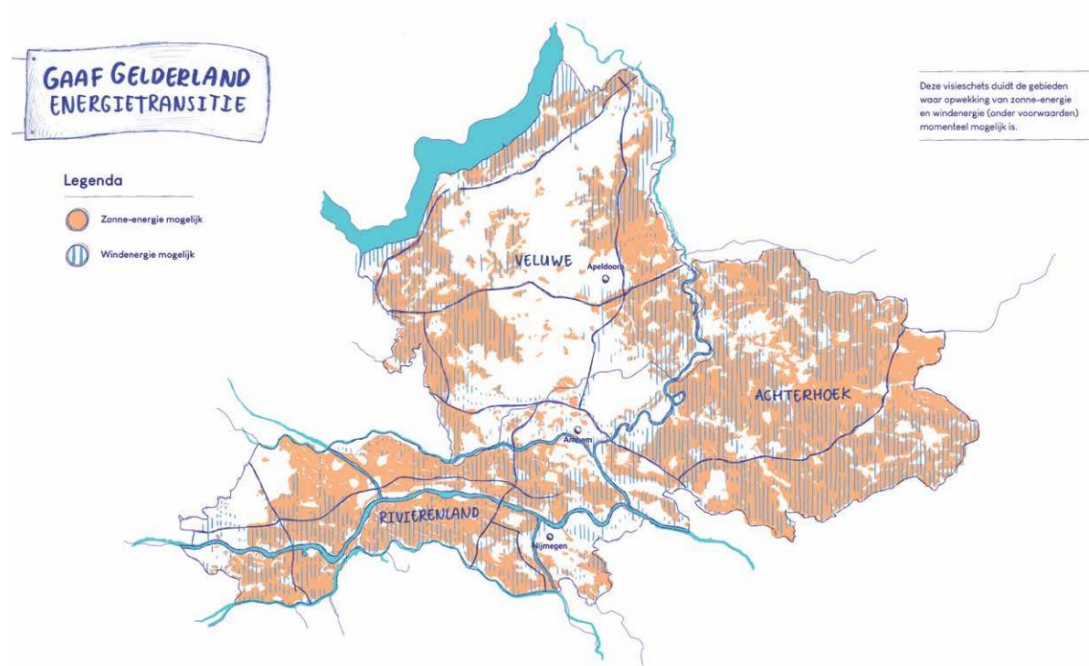 GAAF GELDERLAND
ENERGIETRANSITIE
Deze visieschets duidt de gebieden
waar opwekking van zonne-energie
en windenergie (onder voorwaarden)
momenteel mogelijk is.
Legenda
Zonne-energie mogelijk
Windenergie mogelijk
VELUWE
Apeldoorn
ACHTERHOEK
Arnhem
RIVIERENLAND
Nijmegen